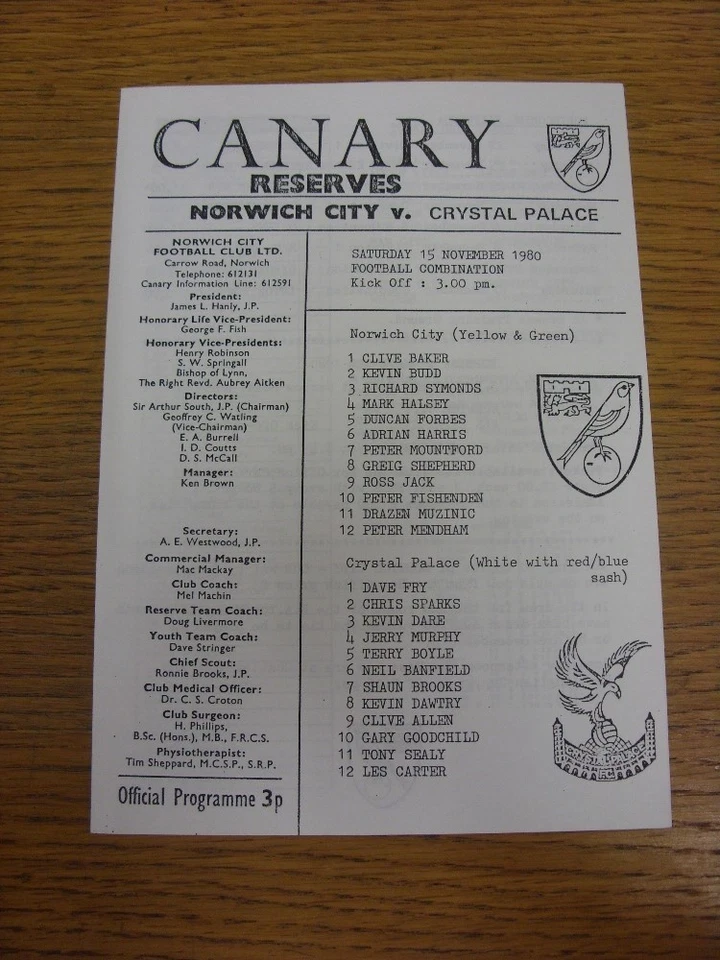 CANARY
RESERVES
NORWICH CITY v. CRYSTAL PALACE
NORWICH CITY
FOOTBALL CLUB LTD.
Carrow Road, Norwich
Telephone: 612131
Canary Information Line: 612591
President:
James L. Hanly, J.P.
Honorary Life Vice-President:
George F. Fish
Honorary Vice-Presidents:
Henry Robinson
S. W. Springall
Bishop of Lynn,
The Right Revd. Aubrey Aitken
Directors:
Sir Arthur South, J.P. (Chairman)
Geoffrey C. Watling
(Vice-Chairman)
E. A. Burrell
I. D. Coutts
D. S. McCall
Manager:
Ken Brown
Secretary:
A. E. Westwood, J.P.
Commercial Manager:
Mac Mackay
Club Coach:
Mel Machin
Reserve Team Coach:
Doug Livermore
Youth Team Coach:
Dave Stringer
Chief Scout:
Ronnie Brooks, J.P.
Club Medical Officer:
Dr. C. S. Croton
Club Surgeon:
H. Phillips,
B.Sc. (Hons.), M.B., F.R.C.S.
Physiotherapist:
Tim Sheppard, M.C.S.P., S.R.P.
Official Programme 3p
SATURDAY 15 NOVEMBER 1980
FOOTBALL COMBINATION
Kick Off : 3.00 pm.
Norwich City (Yellow & Green)
1 CLIVE BAKER
2 KEVIN BUDD
3 RICHARD SYMONDS
4 MARK HALSEY
5 DUNCAN FORBES
6 ADRIAN HARRIS
7 PETER MOUNTFORD
8 GREIG SHEPHERD
9 ROSS JACK
10 PETER FISHENDEN
11 DRAZEN MUZINIC
12 PETER MENDHAM
Crystal Palace (White with red/blue
sash)
1 DAVE FRY
2 CHRIS SPARKS
3 KEVIN DARE
4 JERRY MURPHY
5 TERRY BOYLE
6 NEIL BANFIELD
7 SHAUN BROOKS
8 KEVIN DAWTRY
9 CLIVE ALLEN
10 GARY GOODCHILD
11 TONY SEALY
12 LES CARTER